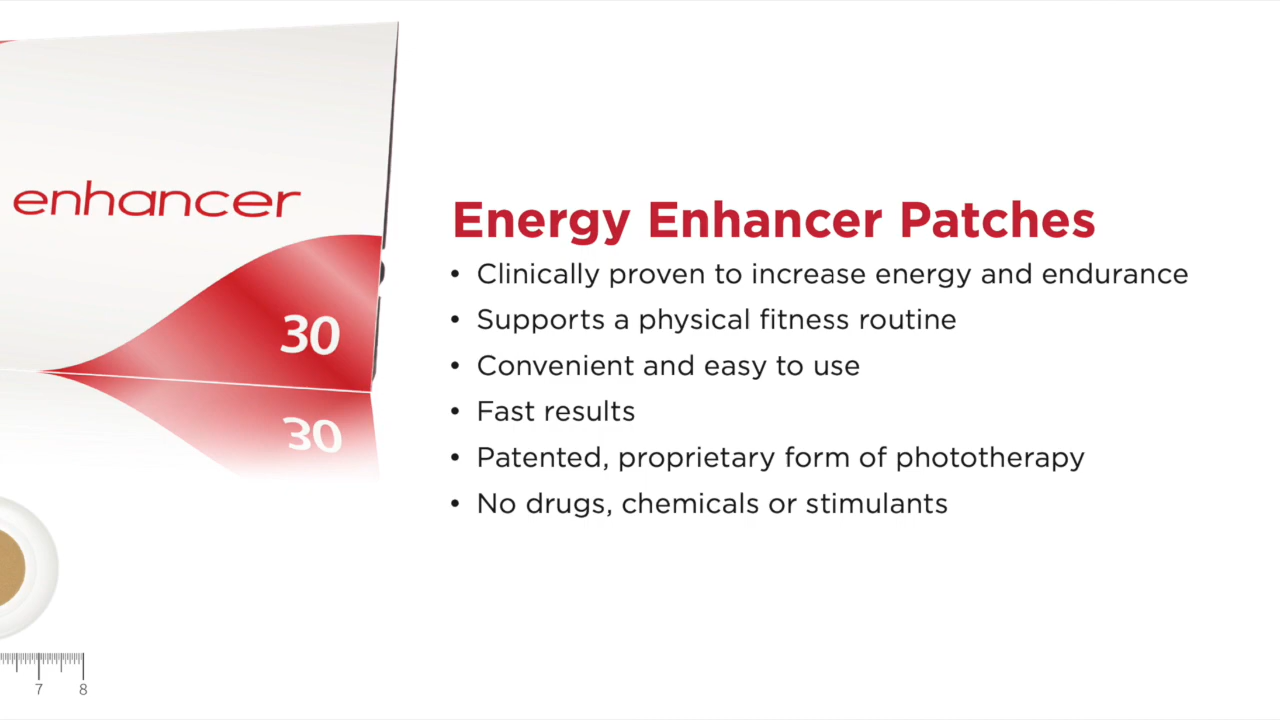 enhancer
30
30
Energy Enhancer Patches
• Clinically proven to increase energy and endurance
• Supports a physical fitness routine
• Convenient and easy to use
• Fast results
• Patented, proprietary form of phototherapy
• No drugs, chemicals or stimulants
7 8